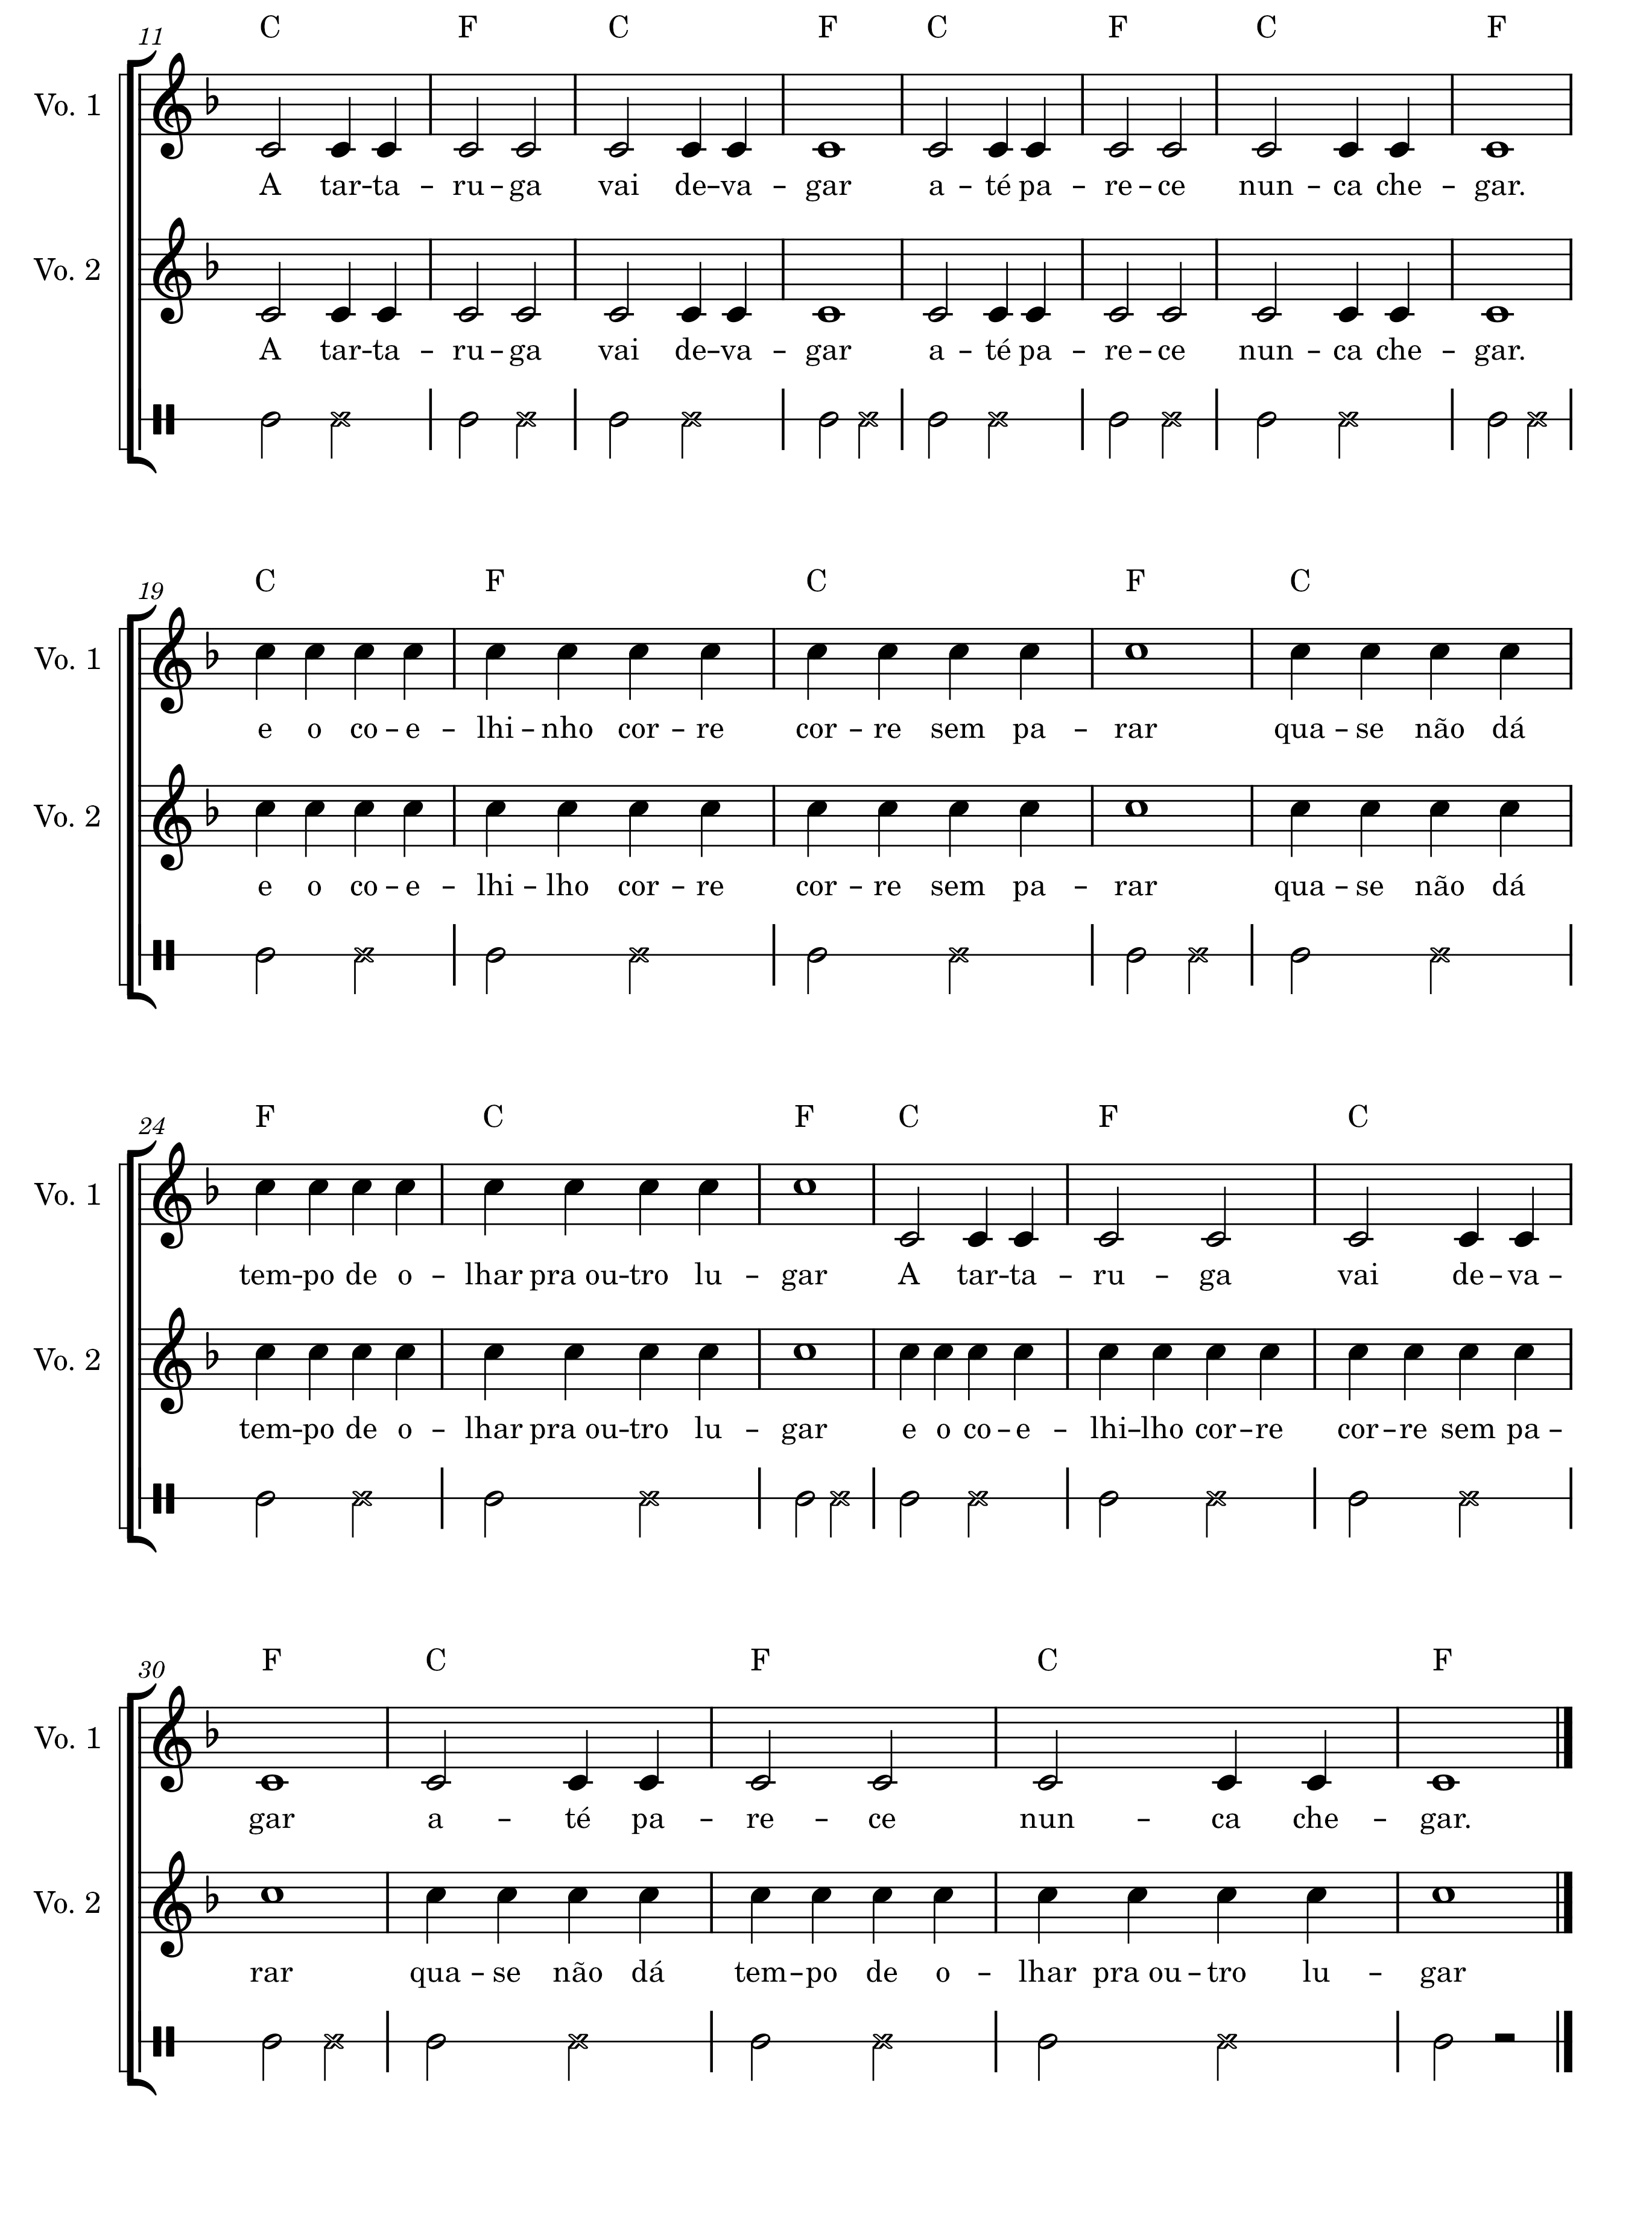 11 C F C F C F C F
Vo. 1
A tar – ta – ru – ga vai de – va – gar a – té pa – re – ce nun – ca che – gar.
Vo. 2
A tar – ta – ru – ga vai de – va – gar a – té pa – re – ce nun – ca che – gar.
19 C F C F C
Vo. 1
e o co – e – lhi – nho cor – re cor – re sem pa – rar qua – se não dá
Vo. 2
e o co – e – lhi – lho cor – re cor – re sem pa – rar qua – se não dá
24 F C F C F C
Vo. 1
tem – po de o – lhar pra ou – tro lu – gar A tar – ta – ru – ga vai de – va –
Vo. 2
tem – po de o – lhar pra ou – tro lu – gar e o co – e – lhi – lho cor – re cor – re sem pa –
30 F C F C F
Vo. 1
gar a – té pa – re – ce nun – ca che – gar.
Vo. 2
rar qua – se não dá tem – po de o – lhar pra ou – tro lu – gar